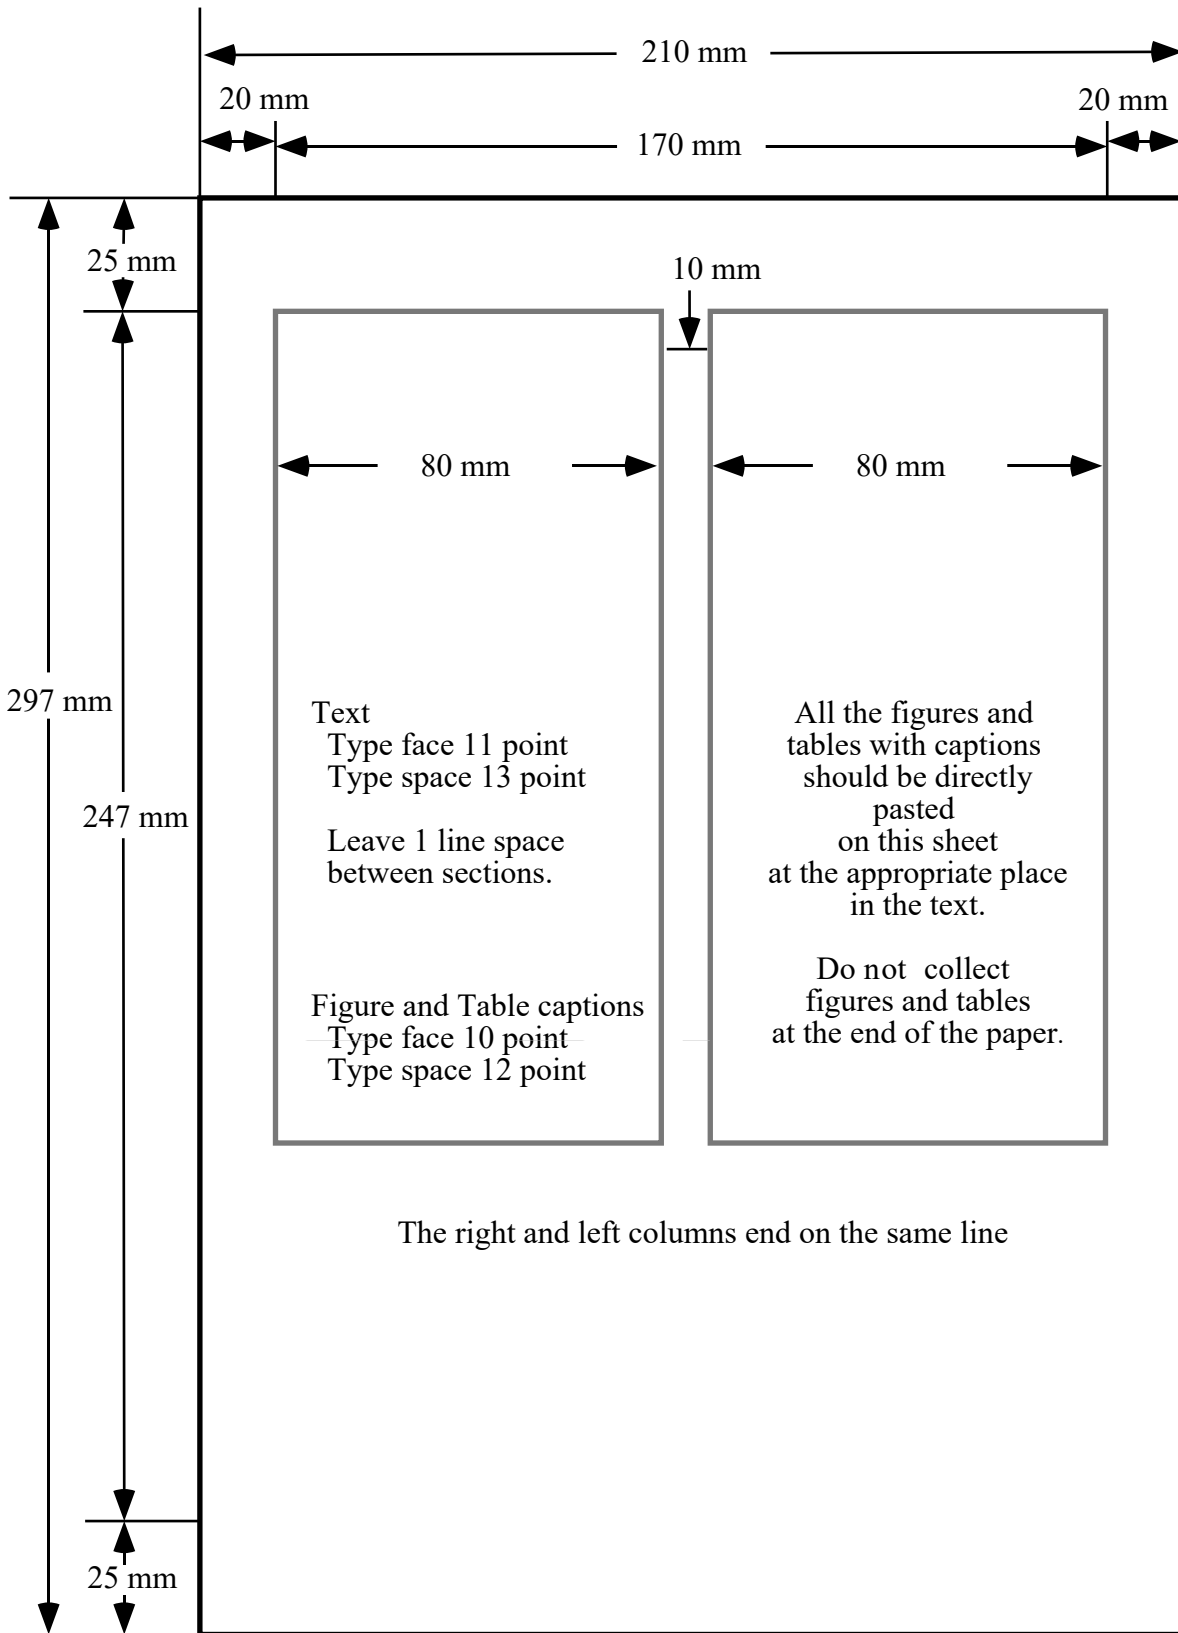 210 mm
20 mm
20 mm
170 mm
25 mm
10 mm
80 mm
80 mm
297 mm
247 mm
Text
Type face 11 point
Type space 13 point
Leave 1 line space
between sections.
Figure and Table captions
Type face 10 point
Type space 12 point
All the figures and
tables with captions
should be directly
pasted
on this sheet
at the appropriate place
in the text.
Do not collect
figures and tables
at the end of the paper.
The right and left columns end on the same line
25 mm